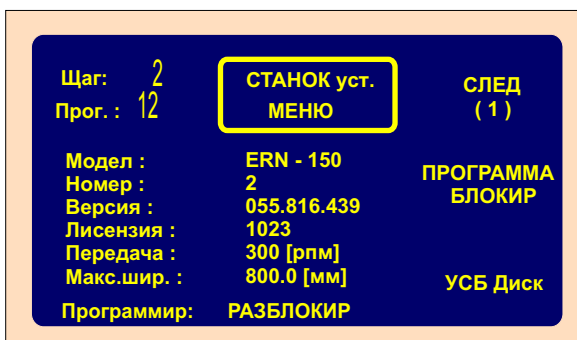 Щаг: 2 СТАНОК уст. СЛЕД
Прог. : 12 МЕНЮ ( 1 )
Модел : ERN - 150
Номер : 2 ПРОГРАММА
Версия : 055.816.439 БЛОКИР
Лисензия : 1023
Передача : 300 [рпм]
Макс.шир. : 800.0 [мм] УСБ Диск
Программир: РАЗБЛОКИР